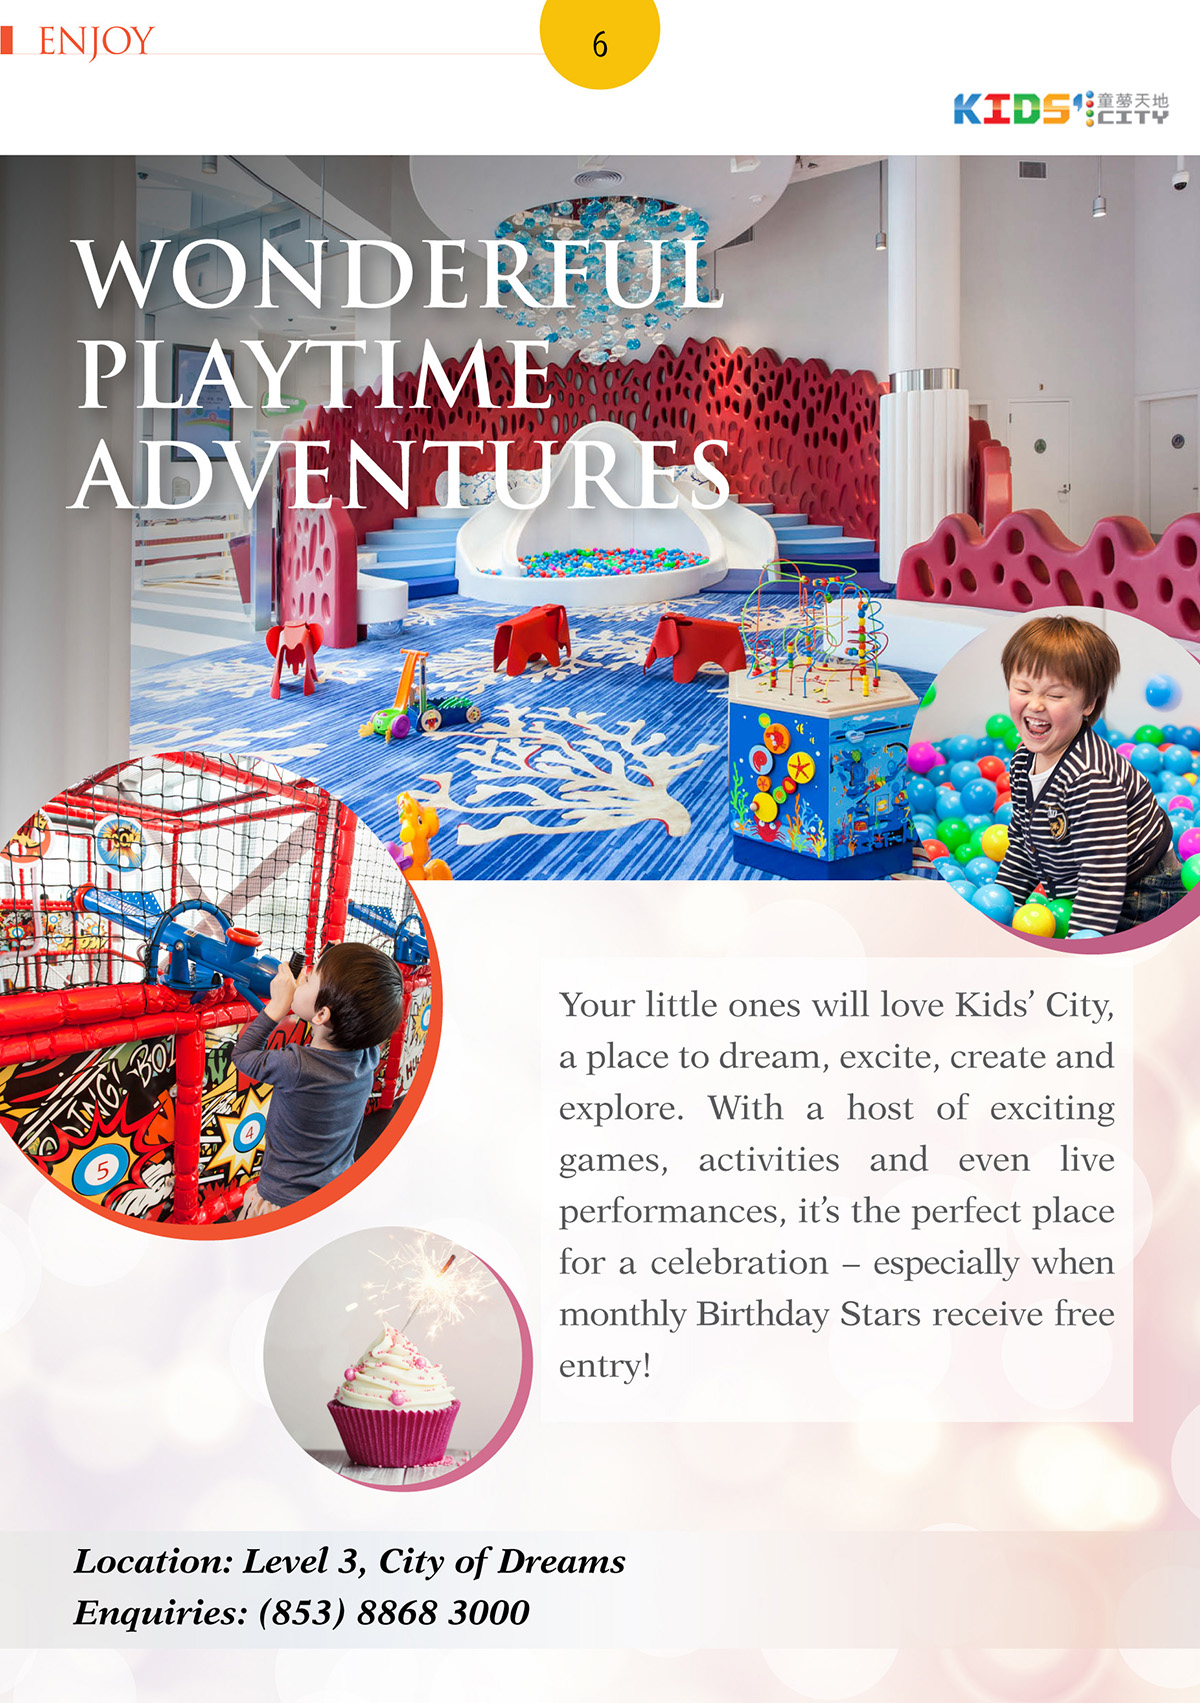 ENJOY
6
KIDS' 童夢天地
CITY
WONDERFUL
PLAYTIME
ADVENTURES
5
4
Your little ones will love Kids’ City,
a place to dream, excite, create and
explore. With a host of exciting
games, activities and even live
performances, it’s the perfect place
for a celebration – especially when
monthly Birthday Stars receive free
entry!
Location: Level 3, City of Dreams
Enquiries: (853) 8868 3000